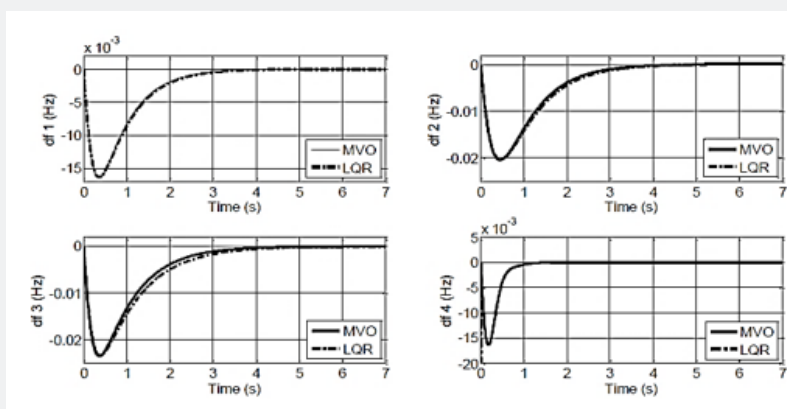 x 10-3
0
-5
-10
-15
df 1 (Hz)
MVO
LQR
0 1 2 3 4 5 6 7
Time (s)
0
-0.01
-0.02
df 2 (Hz)
MVO
LQR
0 1 2 3 4 5 6 7
Time (s)
0
-0.01
-0.02
df 3 (Hz)
MVO
LQR
0 1 2 3 4 5 6 7
Time (s)
x 10-3
5
0
-5
-10
-15
-20
df 4 (Hz)
MVO
LQR
0 1 2 3 4 5 6 7
Time (s)